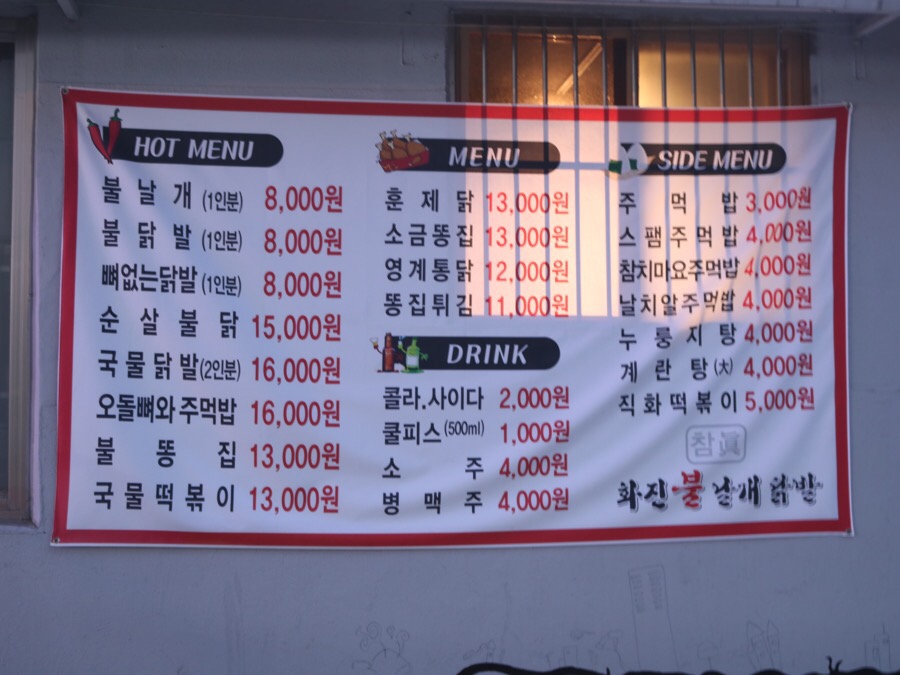 HOT MENU
불날개(1인분) 8,000원
불닭발(1인분) 8,000원
뼈없는닭발(1인분) 8,000원
순살불닭 15,000원
국물닭발(2인분) 16,000원
오돌뼈와주먹밥 16,000원
불똥집 13,000원
국물떡볶이 13,000원
MENU
훈제닭 13,000원
소금똥집 13,000원
영계통닭 12,000원
똥집튀김 11,000원
DRINK
콜라.사이다 2,000원
쿨피스(500ml) 1,000원
소주 4,000원
병맥주 4,000원
SIDE MENU
주먹밥 3,000원
스팸주먹밥 4,000원
참치마요주먹밥 4,000원
날치알주먹밥 4,000원
누룽지탕 4,000원
계란탕(大) 4,000원
직화떡볶이 5,000원
참眞
화진불날개닭발